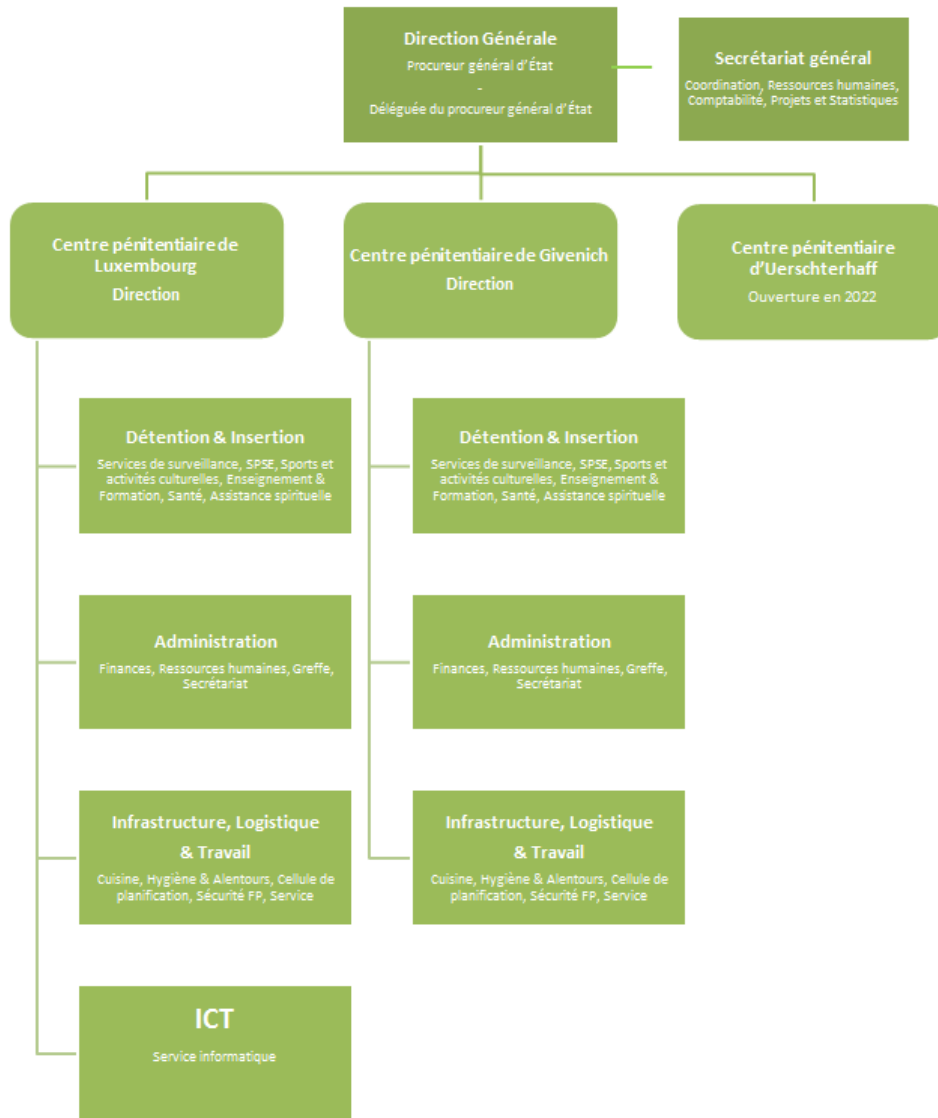 Direction Générale
Procureur général d'État
-
Déléguée du procureur général d'État
Secrétariat général
Coordination, Ressources humaines,
Comptabilité, Projets et Statistiques
Centre pénitentiaire de
Luxembourg
Direction
Centre pénitentiaire de Givenich
Direction
Centre pénitentiaire
d'Uerschterhaff
Ouverture en 2022
Détention & Insertion
Services de surveillance, SPSE, Sports et
activités culturelles, Enseignement &
Formation, Santé, Assistance spirituelle
Détention & Insertion
Services de surveillance, SPSE, Sports et
activités culturelles, Enseignement &
Formation, Santé, Assistance spirituelle
Administration
Finances, Ressources humaines, Greffe,
Secrétariat
Administration
Finances, Ressources humaines, Greffe,
Secrétariat
Infrastructure, Logistique
& Travail
Cuisine, Hygiène & Alentours, Cellule de
planification, Sécurité FP, Service
Infrastructure, Logistique
& Travail
Cuisine, Hygiène & Alentours, Cellule de
planification, Sécurité FP, Service
ICT
Service informatique